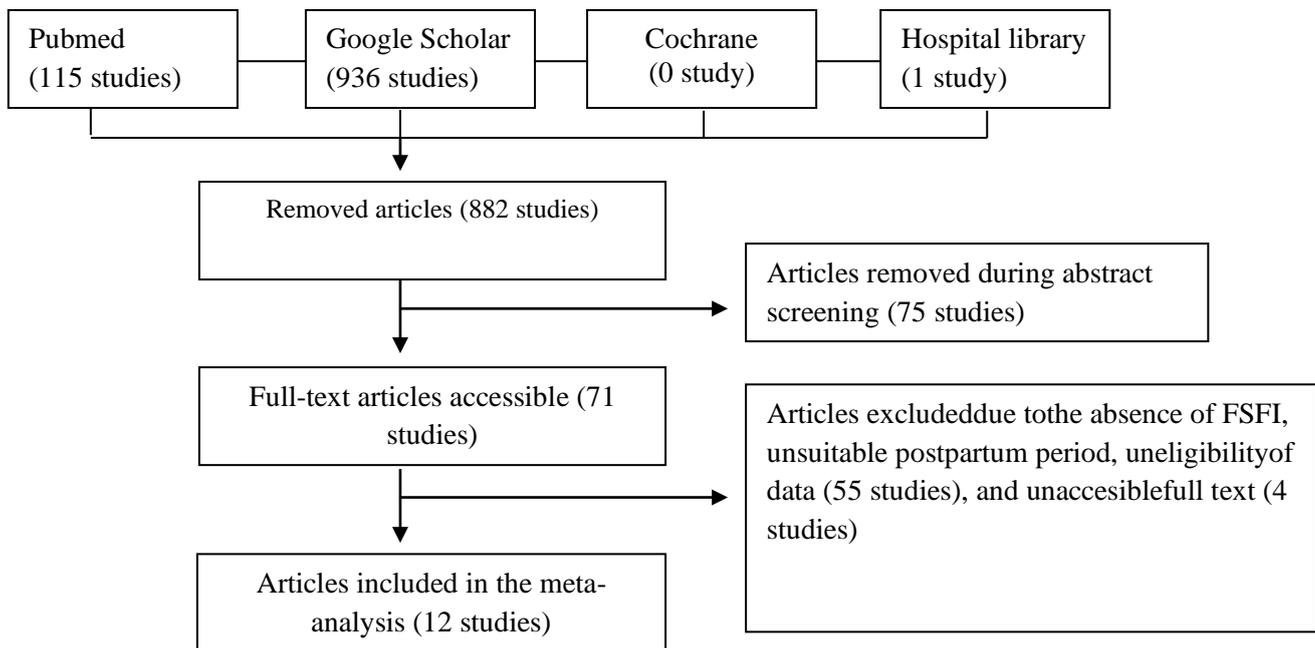 Pubmed
(115 studies)
Google Scholar
(936 studies)
Cochrane
(0 study)
Hospital library
(1 study)
Removed articles (882 studies)
Articles removed during abstract
screening (75 studies)
Full-text articles accessible (71
studies)
Articles excludeddue tothe absence of FSFI,
unsuitable postpartum period, uneligibilityof
data (55 studies), and unaccesiblefull text (4
studies)
Articles included in the meta-
analysis (12 studies)